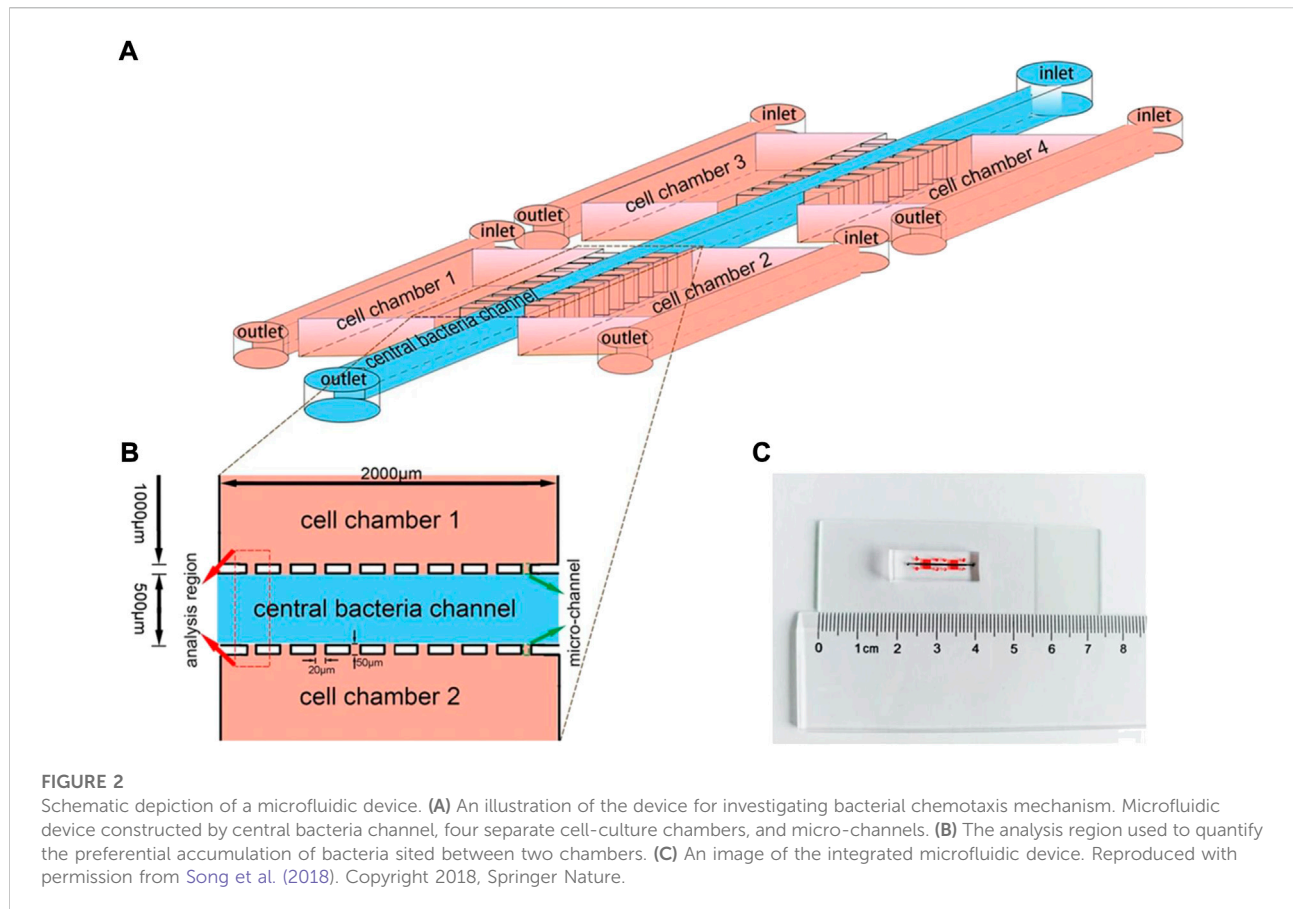 A
inlet
inlet
inlet
cell chamber 3
cell chamber 4
outlet
inlet
outlet
inlet
cell chamber 1
cell chamber 2
central bacteria channel
outlet
outlet
outlet
B
C
2000μm
1000μm
cell chamber 1
analysis region
500μm
central bacteria channel
micro-channel
20μm
50μm
cell chamber 2
0 1cm 2 3 4 5 6 7 8
FIGURE 2
Schematic depiction of a microfluidic device. (A) An illustration of the device for investigating bacterial chemotaxis mechanism. Microfluidic
device constructed by central bacteria channel, four separate cell-culture chambers, and micro-channels. (B) The analysis region used to quantify
the preferential accumulation of bacteria sited between two chambers. (C) An image of the integrated microfluidic device. Reproduced with
permission from Song et al. (2018). Copyright 2018, Springer Nature.